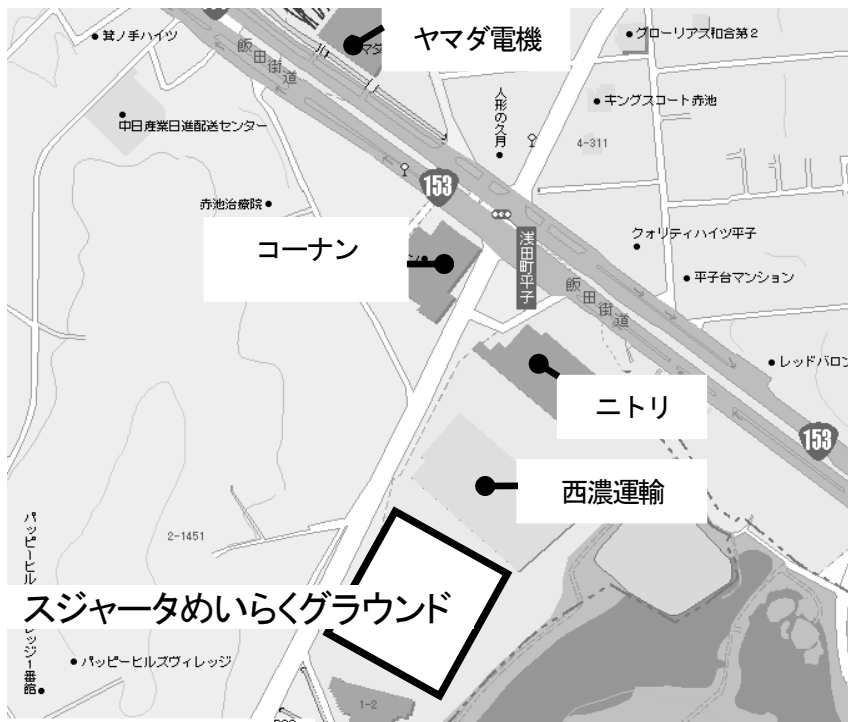 ヤマダ電機
グローリアス和合第2
箕ノ手ハイツ
飯田街道
人形の久月
キングスコート赤池
中日産業日進配送センター
4-311
153
赤池治療院
コーナン
浅田町平子
クォリティハイツ平子
平子台マンション
飯田街道
レッドバロン
ニトリ
153
西濃運輸
2-1451
スジャータめいらくグラウンド
パッピーヒルズヴィレッジ
1-2